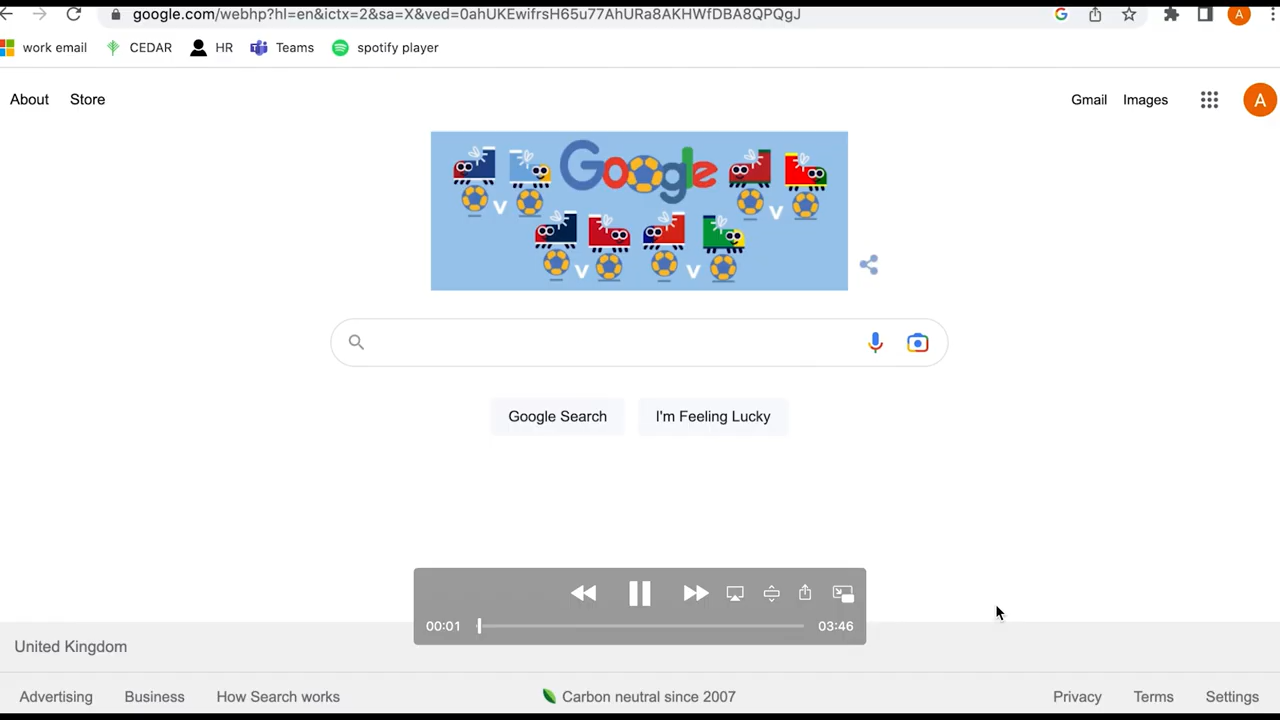 google.com/webhp?hl=en&ictx=2&sa=X&ved=0ahUKEwifrsH65u77AhURa8AKHWfDBA8QPQgJ
A
work email CEDAR HR Teams spotify player
About Store Gmail Images A
Google
v v
v v
Google Search I'm Feeling Lucky
00:01 03:46
United Kingdom
Advertising Business How Search works Carbon neutral since 2007 Privacy Terms Settings